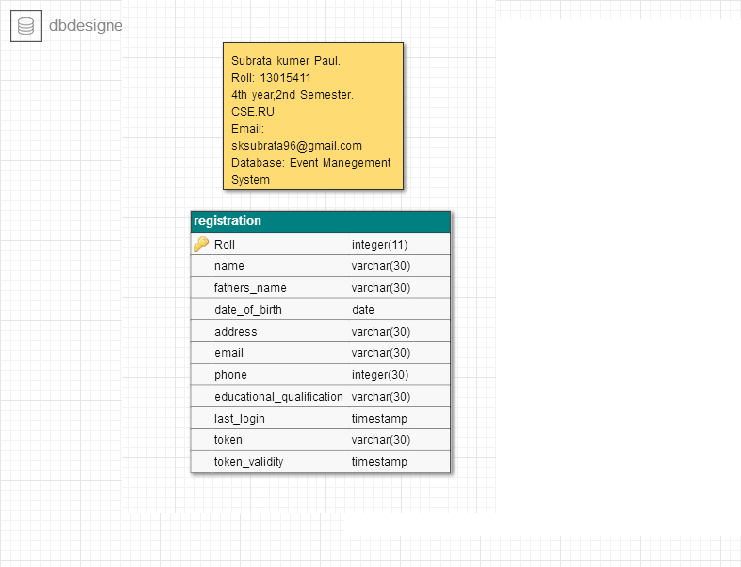 dbdesigne
Subrata kumer Paul.
Roll: 13015411
4th year,2nd Semester.
CSE.RU
Email:
sksubrata96@gmail.com
Database: Event Manegement
System
registration
Roll integer(11)
name varchar(30)
fathers_name varchar(30)
date_of_birth date
address varchar(30)
email varchar(30)
phone integer(30)
educational_qualification varchar(30)
last_login timestamp
token varchar(30)
token_validity timestamp